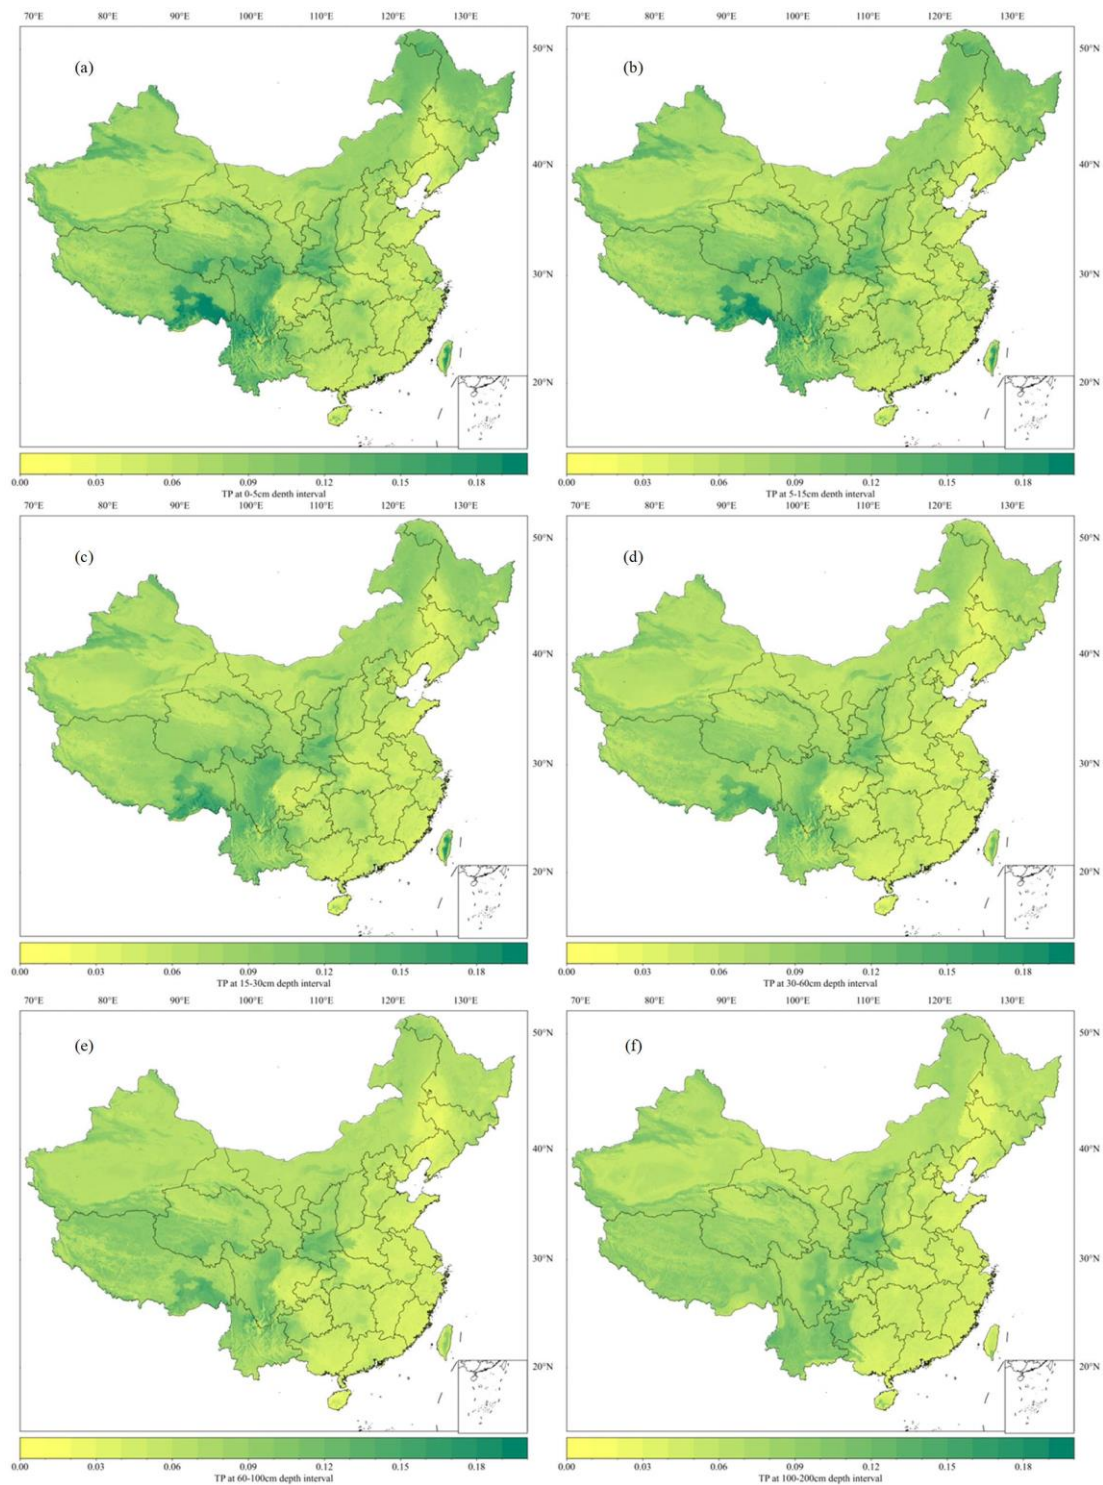 70°E 80°E 90°E 100°E 110°E 120°E 130°E 70°E 80°E 90°E 100°E 110°E 120°E 130°E
50°N 50°N
(a) (b)
40°N 40°N
30°N 30°N
20°N 20°N
0.00 0.03 0.06 0.09 0.12 0.15 0.18 0.00 0.03 0.06 0.09 0.12 0.15 0.18
TP at 0-5cm depth interval TP at 5-15cm depth interval
70°E 80°E 90°E 100°E 110°E 120°E 130°E 70°E 80°E 90°E 100°E 110°E 120°E 130°E
50°N 50°N
(c) (d)
40°N 40°N
30°N 30°N
20°N 20°N
0.00 0.03 0.06 0.09 0.12 0.15 0.18 0.00 0.03 0.06 0.09 0.12 0.15 0.18
TP at 15-30cm depth interval TP at 30-60cm depth interval
70°E 80°E 90°E 100°E 110°E 120°E 130°E 70°E 80°E 90°E 100°E 110°E 120°E 130°E
50°N 50°N
(e) (f)
40°N 40°N
30°N 30°N
20°N 20°N
0.00 0.03 0.06 0.09 0.12 0.15 0.18 0.00 0.03 0.06 0.09 0.12 0.15 0.18
TP at 60-100cm depth interval TP at 100-200cm depth interval